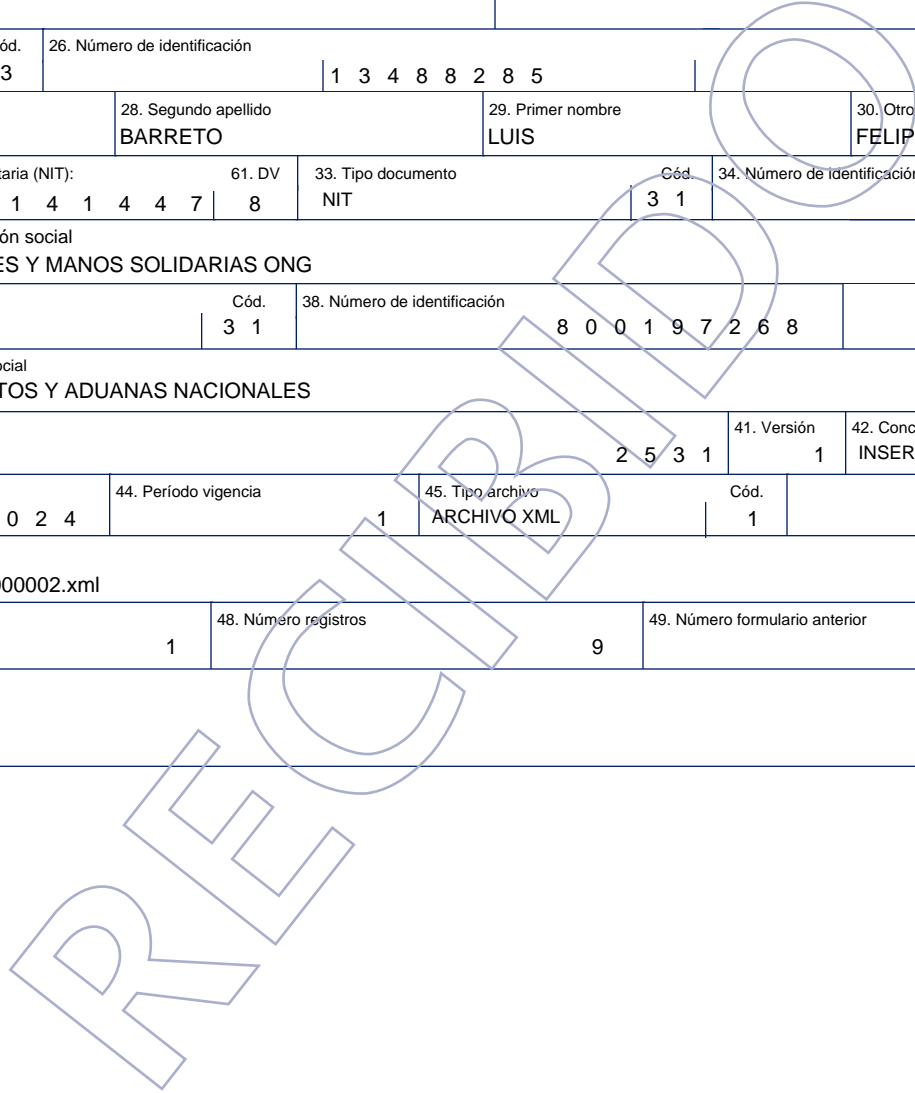 ód. 26. Número de identificación
3 1 3 4 8 8 2 8 5
28. Segundo apellido 29. Primer nombre 30. Otro
BARRETO LUIS FELIP
taria (NIT): 61. DV 33. Tipo documento Cód. 34. Número de identificación
1 4 1 4 4 7 8 NIT 3 1
ón social
ES Y MANOS SOLIDARIAS ONG
Cód. 38. Número de identificación
3 1 8 0 0 1 9 7 2 6 8
ocial
TOS Y ADUANAS NACIONALES
41. Versión 42. Conc
2 5 3 1 1 INSER
44. Período vigencia 45. Tipo archivo Cód.
0 2 4 1 ARCHIVO XML 1
000002.xml
48. Número registros 49. Número formulario anterior
1 9
RECIBIDO